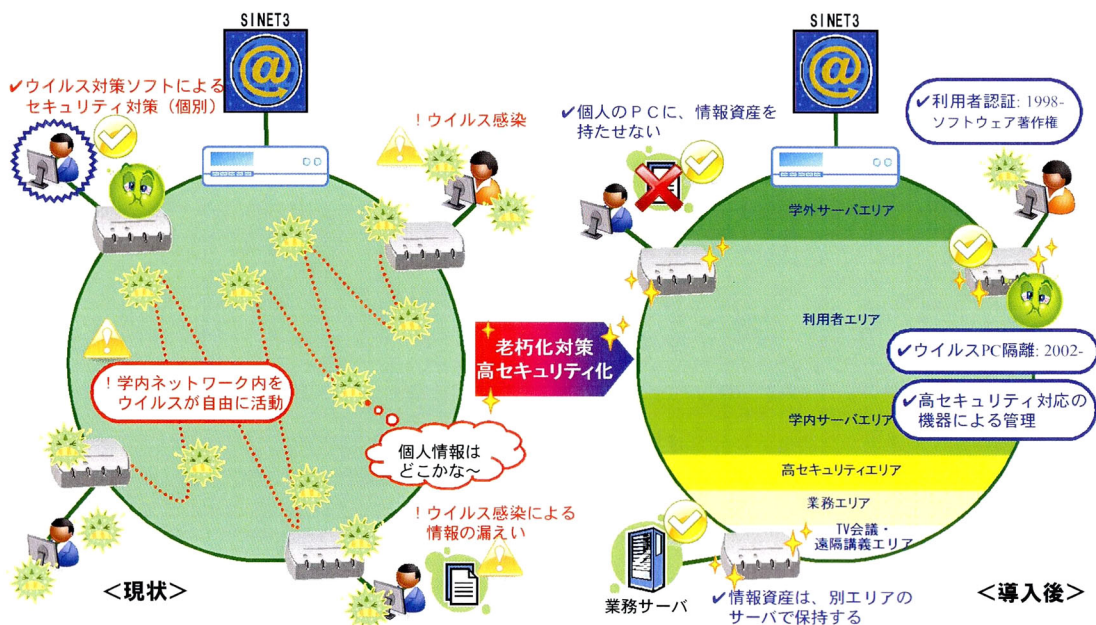 SINET3
✔ウイルス対策ソフトによる
セキュリティ対策（個別）
！ウイルス感染
！学内ネットワーク内を
ウイルスが自由に活動
個人情報は
どこかな～
！ウイルス感染による
情報の漏えい
＜現状＞
老朽化対策
高セキュリティ化
SINET3
✔個人のＰＣに、情報資産を
持たせない
✔利用者認証: 1998-
ソフトウェア著作権
学外サーバエリア
利用者エリア
✔ウイルスPC隔離: 2002-
✔高セキュリティ対応の
機器による管理
学内サーバエリア
高セキュリティエリア
業務エリア
TV会議・
遠隔講義エリア
業務サーバ
✔情報資産は、別エリアの
サーバで保持する
＜導入後＞